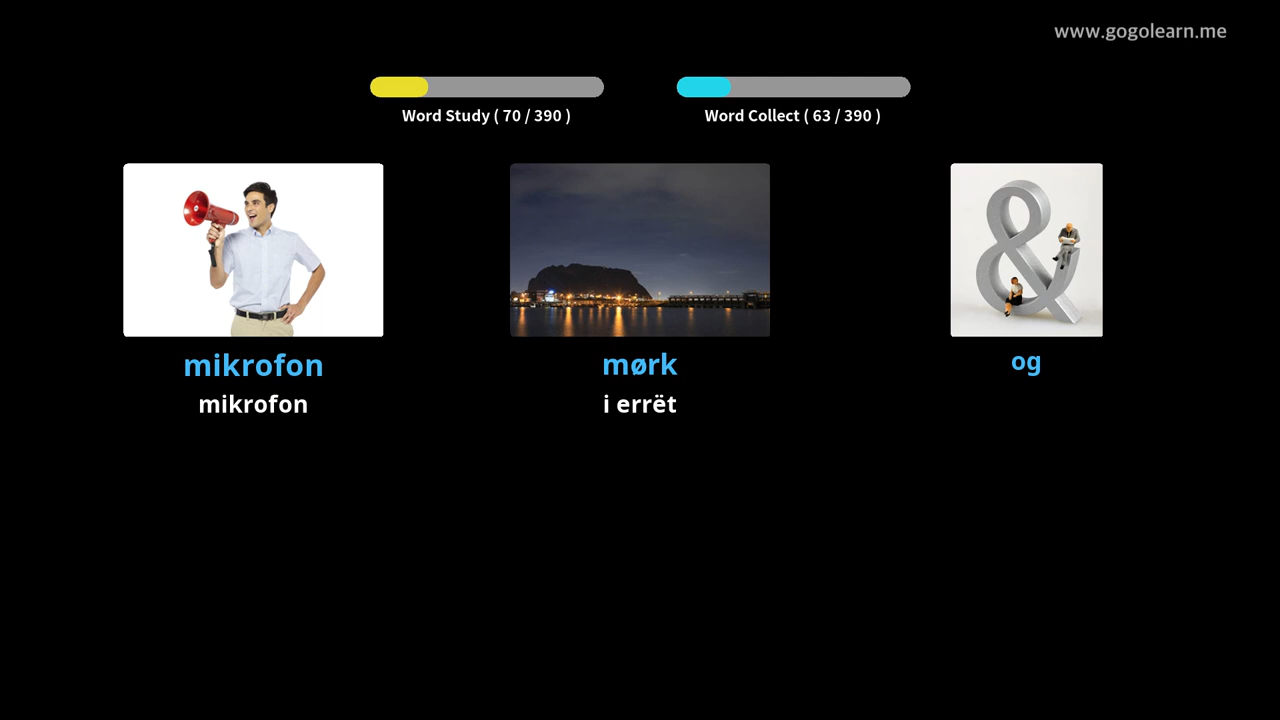 www.gogolearn.me
Word Study ( 70 / 390 )
Word Collect ( 63 / 390 )
mikrofon
mikrofon
mørk
i errët
&
og